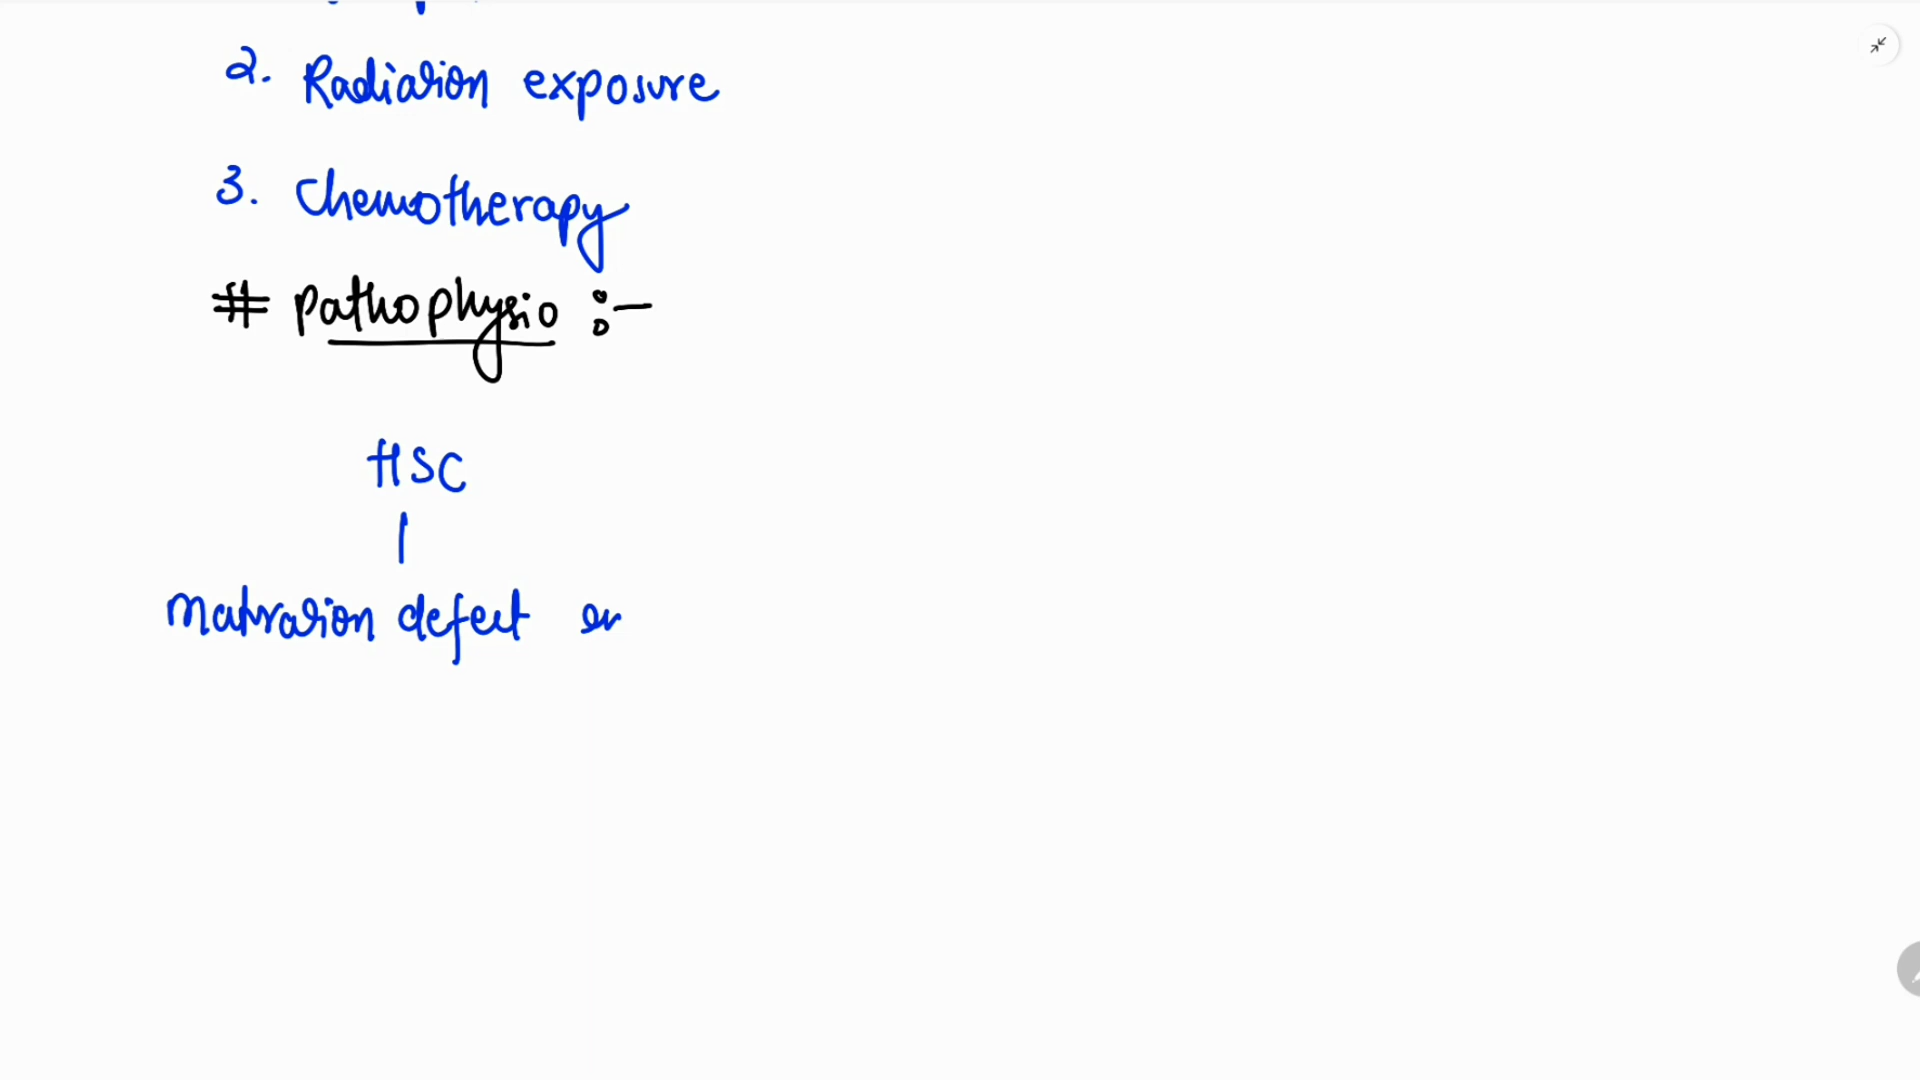 2. Radiation exposure
3. Chemotherapy
# Pathophysio :-
HSC
Maturation defect